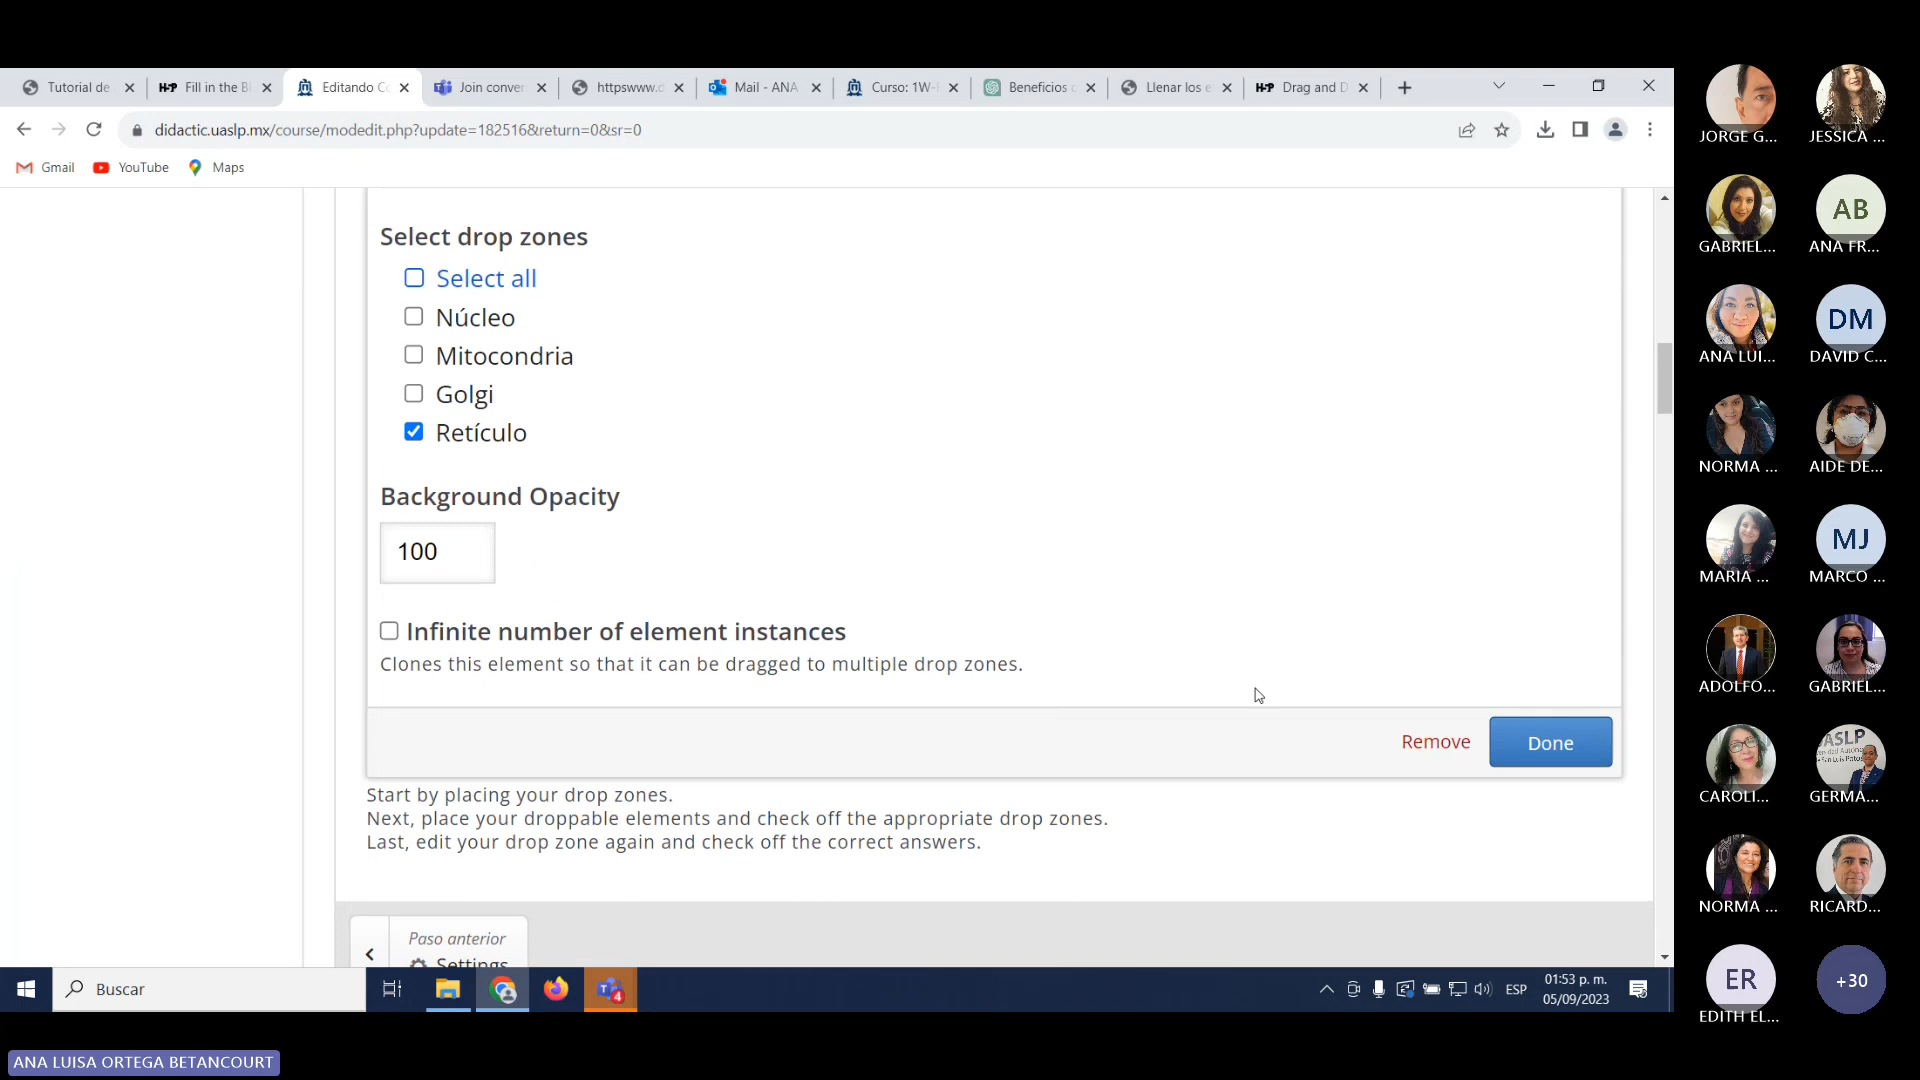 Tutorial de
H-P Fill in the Bl
Editando Co
Join conver
httpswww.d
Mail - ANA
Curso: 1W-
Beneficios
Llenar los e
H-P Drag and D
didactic.uaslp.mx/course/modedit.php?update=182516&return=0&sr=0
Gmail YouTube Maps
Select drop zones
Select all
Núcleo
Mitocondria
Golgi
Retículo
Background Opacity
100
Infinite number of element instances
Clones this element so that it can be dragged to multiple drop zones.
Remove Done
Start by placing your drop zones.
Next, place your droppable elements and check off the appropriate drop zones.
Last, edit your drop zone again and check off the correct answers.
Paso anterior
Settings
Buscar
4
ESP
01:53 p. m.
05/09/2023
JORGE G... JESSICA ...
AB
GABRIEL... ANA FR...
DM
ANA LUI... DAVID C...
NORMA ... AIDE DE...
MJ
MARIA ... MARCO ...
ADOLFO... GABRIEL...
CAROLI... GERMA...
NORMA ... RICARD...
ER +30
EDITH EL...
ANA LUISA ORTEGA BETANCOURT